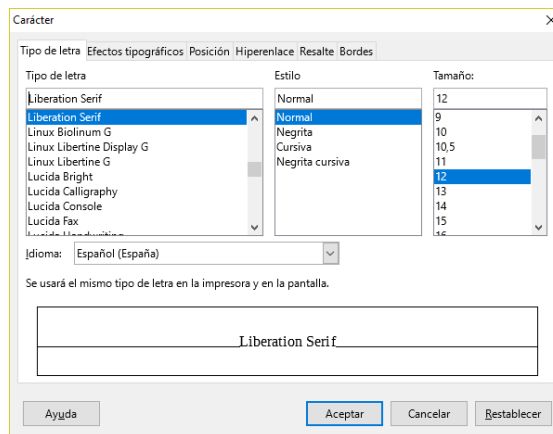 Carácter
Tipo de letra Efectos tipográficos Posición Hiperenlace Resalte Bordes
Tipo de letra Estilo Tamaño:
Liberation Serif Normal 12
Liberation Serif Normal 9
Linux Biolinum G Negrita 10
Linux Libertine Display G Cursiva 10,5
Linux Libertine G Negrita cursiva 11
Lucida Bright 12
Lucida Calligraphy 13
Lucida Console 14
Lucida Fax 15
Lucida Handwriting 16
Idioma: Español (España)
Se usará el mismo tipo de letra en la impresora y en la pantalla.
Liberation Serif
Ayuda Aceptar Cancelar Restablecer